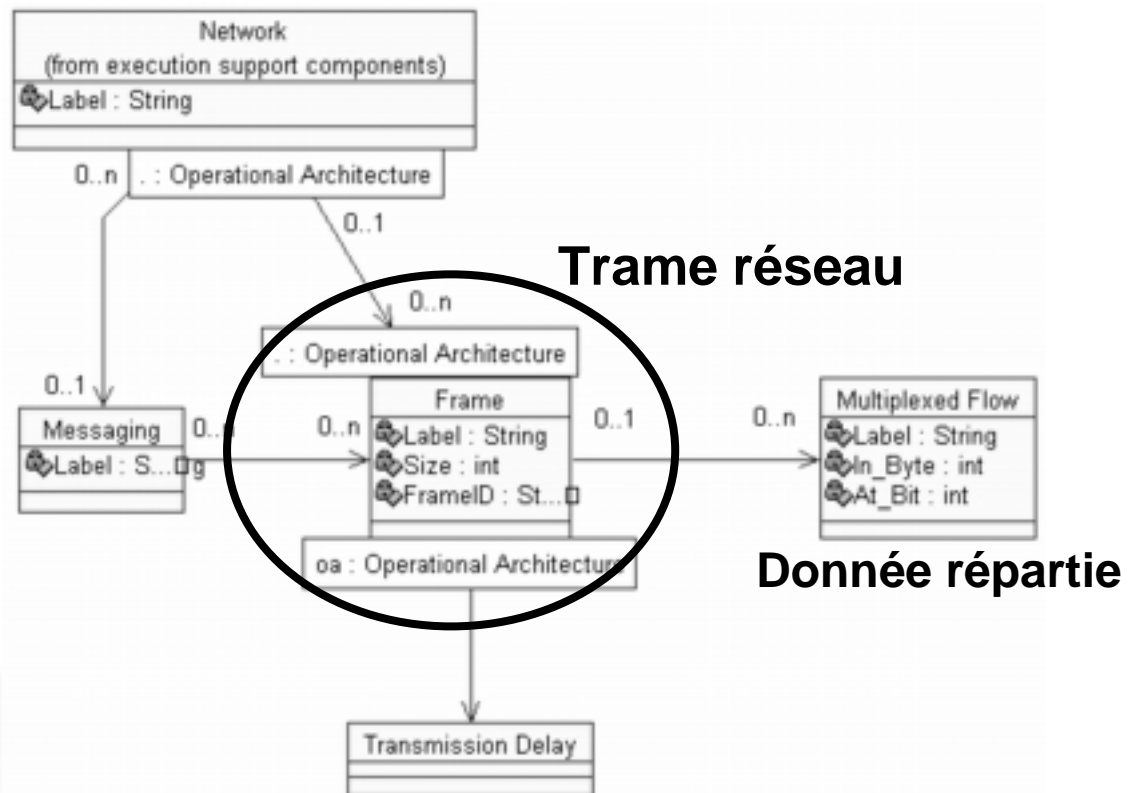 Network
(from execution support components)
Label : String
0..n
. : Operational Architecture
0..1
Trame réseau
0..n
. : Operational Architecture
0..1
Messaging
Label : S...g
0..n
0..n
Frame
Label : String
Size : int
FrameID : St...
0..1
0..n
Multiplexed Flow
Label : String
In_Byte : int
At_Bit : int
oa : Operational Architecture
Donnée répartie
Transmission Delay